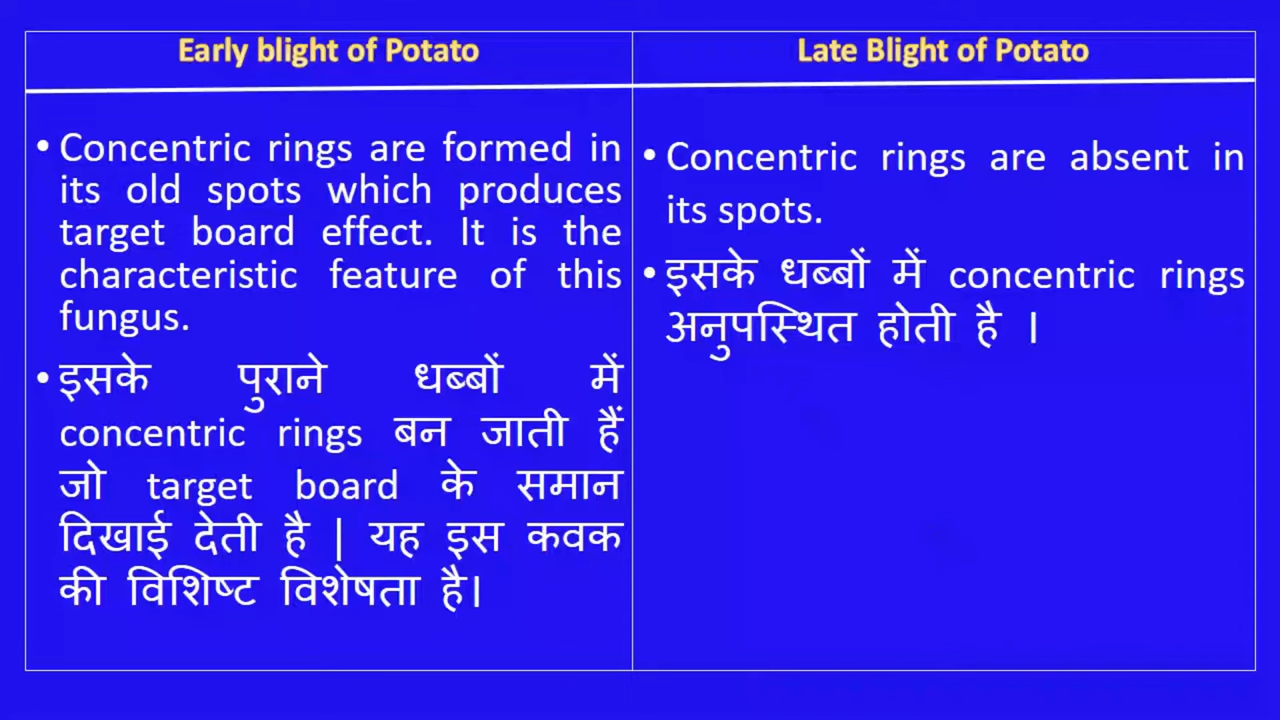 Early blight of Potato
Late Blight of Potato
• Concentric rings are formed in
its old spots which produces
target board effect. It is the
characteristic feature of this
fungus.
• इसके पुराने धब्बों में
concentric rings बन जाती हैं
जो target board के समान
दिखाई देती है | यह इस कवक
की विशिष्ट विशेषता है।
• Concentric rings are absent in
its spots.
• इसके धब्बों में concentric rings
अनुपस्थित होती है ।